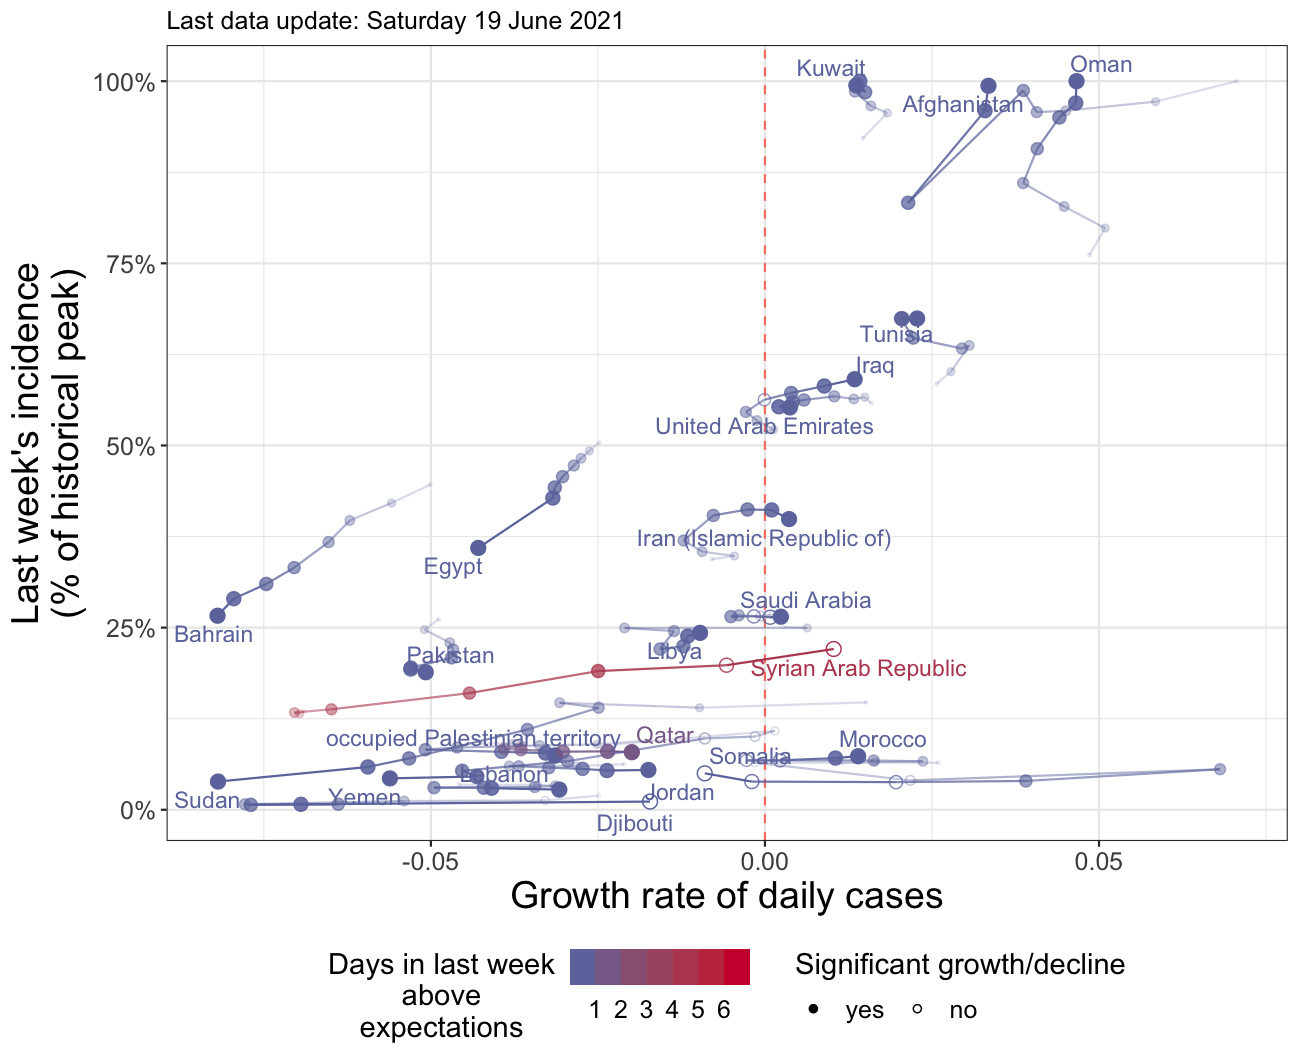 Last data update: Saturday 19 June 2021
Last week's incidence
(% of historical peak)
100%
75%
50%
25%
0%
Kuwait
Oman
Afghanistan
Tunisia
Iraq
United Arab Emirates
Iran (Islamic Republic of)
Egypt
Saudi Arabia
Bahrain
Libya
Pakistan
Syrian Arab Republic
Qatar
occupied Palestinian territory
Morocco
Somalia
Lebanon
Jordan
Yemen
Sudan
Djibouti
-0.05
0.00
0.05
Growth rate of daily cases
Days in last week
above
expectations
1 2 3 4 5 6
Significant growth/decline
yes no